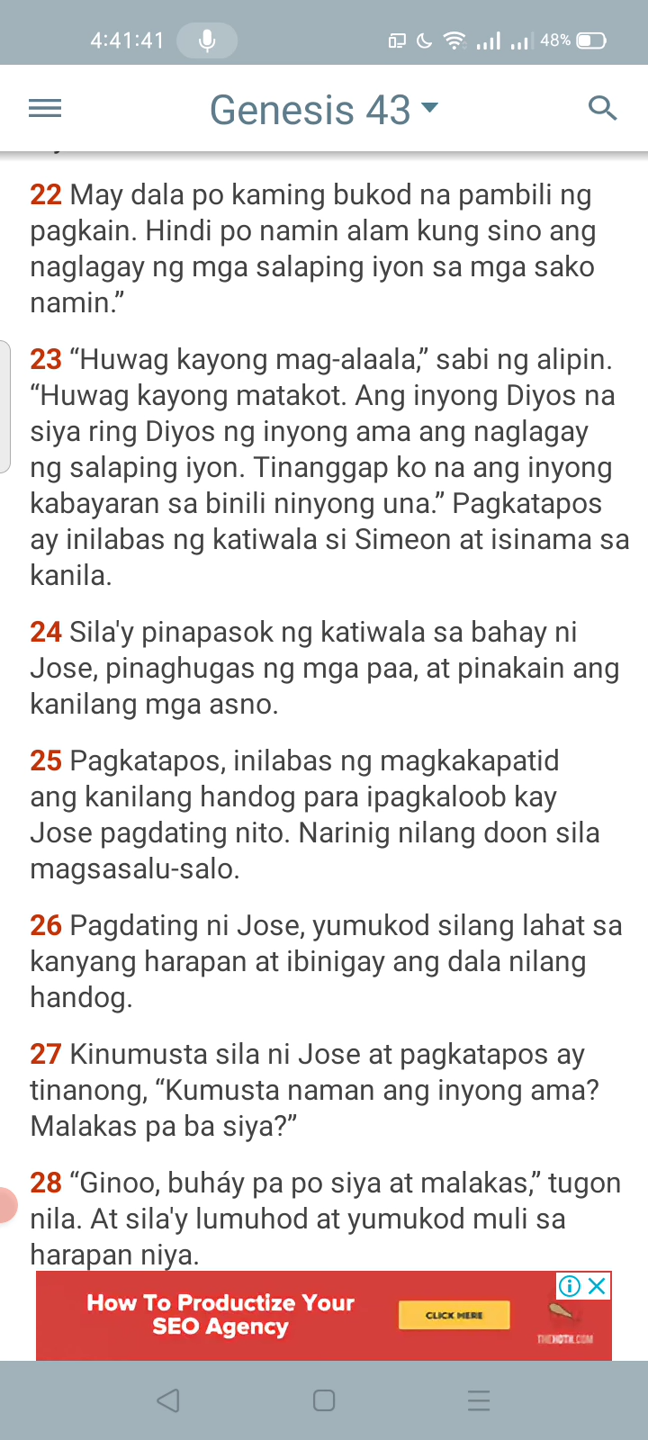 4:41:41
48%
Genesis 43
22 May dala po kaming bukod na pambili ng
pagkain. Hindi po namin alam kung sino ang
naglagay ng mga salaping iyon sa mga sako
namin.”
23 “Huwag kayong mag-alaala,” sabi ng alipin.
“Huwag kayong matakot. Ang inyong Diyos na
siya ring Diyos ng inyong ama ang naglagay
ng salaping iyon. Tinanggap ko na ang inyong
kabayaran sa binili ninyong una.” Pagkatapos
ay inilabas ng katiwala si Simeon at isinama sa
kanila.
24 Sila'y pinapasok ng katiwala sa bahay ni
Jose, pinaghugas ng mga paa, at pinakain ang
kanilang mga asno.
25 Pagkatapos, inilabas ng magkakapatid
ang kanilang handog para ipagkaloob kay
Jose pagdating nito. Narinig nilang doon sila
magsasalu-salo.
26 Pagdating ni Jose, yumukod silang lahat sa
kanyang harapan at ibinigay ang dala nilang
handog.
27 Kinumusta sila ni Jose at pagkatapos ay
tinanong, “Kumusta naman ang inyong ama?
Malakas pa ba siya?”
28 “Ginoo, buháy pa po siya at malakas,” tugon
nila. At sila'y lumuhod at yumukod muli sa
harapan niya.
How To Productize Your
SEO Agency
CLICK HERE
THEHOTH.COM